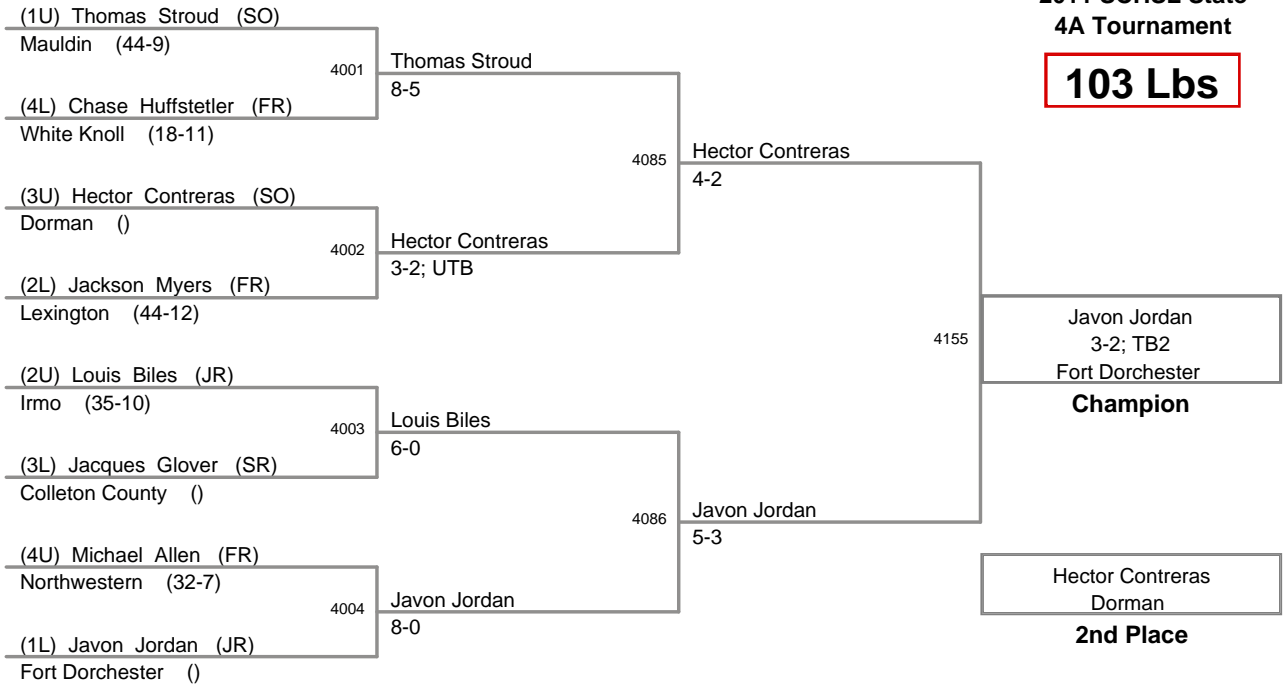 4A Tournament
103 Lbs
(1U) Thomas Stroud (SO)
Mauldin (44-9)
4001
Thomas Stroud
8-5
(4L) Chase Huffstetler (FR)
White Knoll (18-11)
4085
Hector Contreras
4-2
(3U) Hector Contreras (SO)
Dorman ()
4002
Hector Contreras
3-2; UTB
(2L) Jackson Myers (FR)
Lexington (44-12)
4155
Javon Jordan
3-2; TB2
Fort Dorchester
Champion
(2U) Louis Biles (JR)
Irmo (35-10)
4003
Louis Biles
6-0
(3L) Jacques Glover (SR)
Colleton County ()
4086
Javon Jordan
5-3
(4U) Michael Allen (FR)
Northwestern (32-7)
4004
Javon Jordan
8-0
(1L) Javon Jordan (JR)
Fort Dorchester ()
Hector Contreras
Dorman
2nd Place